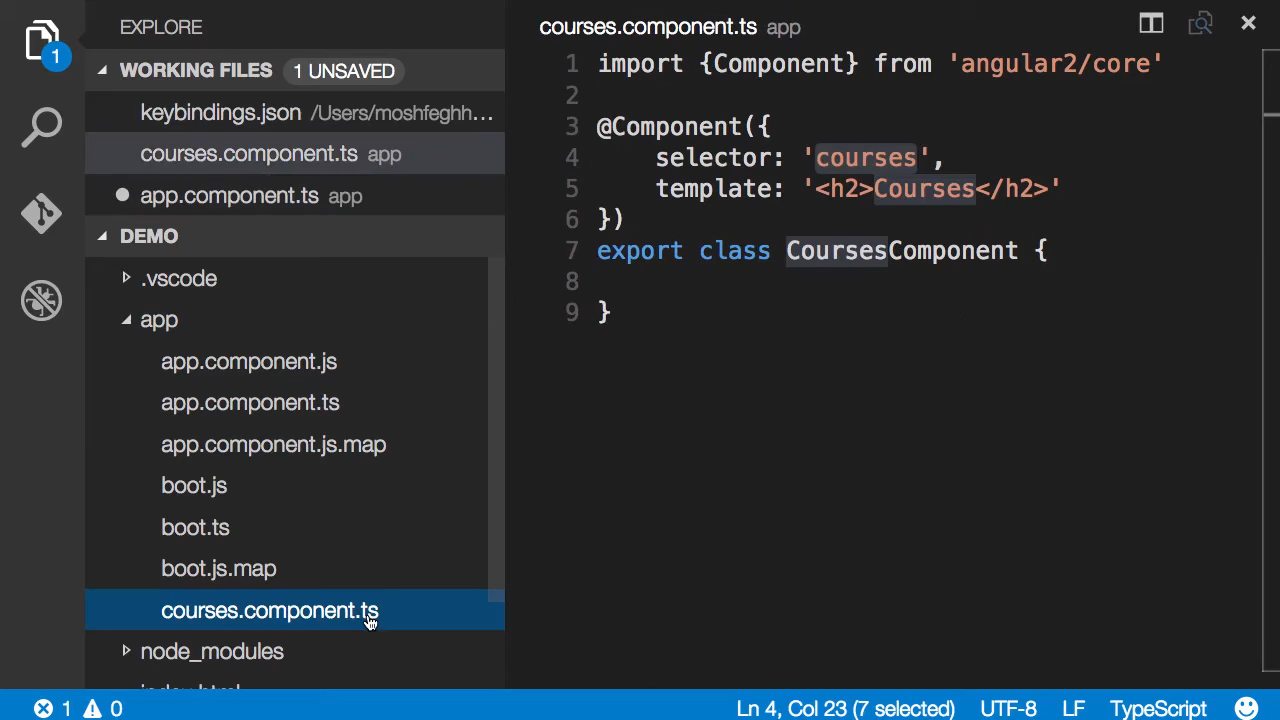 1
EXPLORE
WORKING FILES 1 UNSAVED
keybindings.json /Users/moshfeghh...
courses.component.ts app
app.component.ts app
DEMO
.vscode
app
app.component.js
app.component.ts
app.component.js.map
boot.js
boot.ts
boot.js.map
courses.component.ts
node_modules
index.html
courses.component.ts app
1 import {Component} from 'angular2/core'
2
3 @Component({
4 selector: 'courses',
5 template: '<h2>Courses</h2>'
6 })
7 export class CoursesComponent {
8
9 }
1 0 Ln 4, Col 23 (7 selected) UTF-8 LF TypeScript